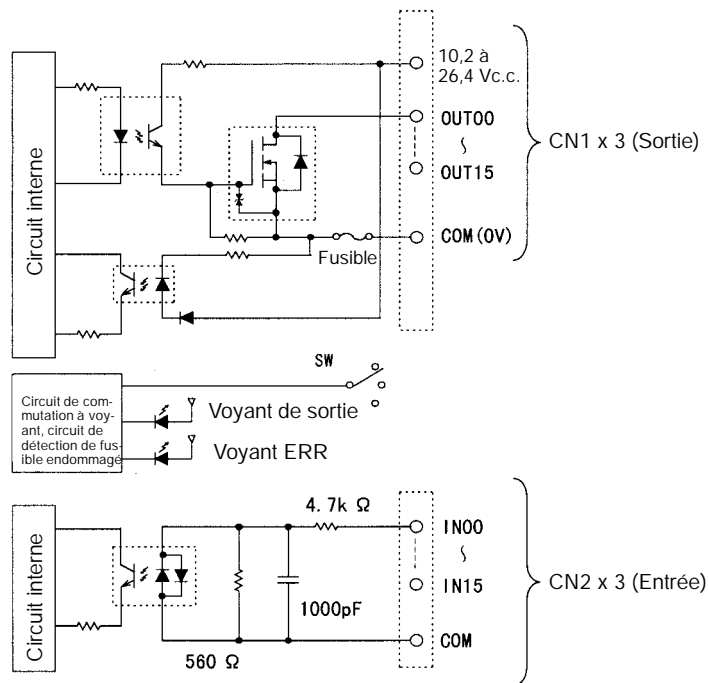 Circuit interne
10,2 à
26,4 Vc.c.
OUT00
OUT15
COM(0V)
CN1 x 3 (Sortie)
Fusible
SW
Circuit de com-
mutation à voy-
ant, circuit de
détection de fus-
ible endommagé
Voyant de sortie
Voyant ERR
Circuit interne
4.7k Ω
IN00
IN15
COM
1000pF
560 Ω
CN2 x 3 (Entrée)